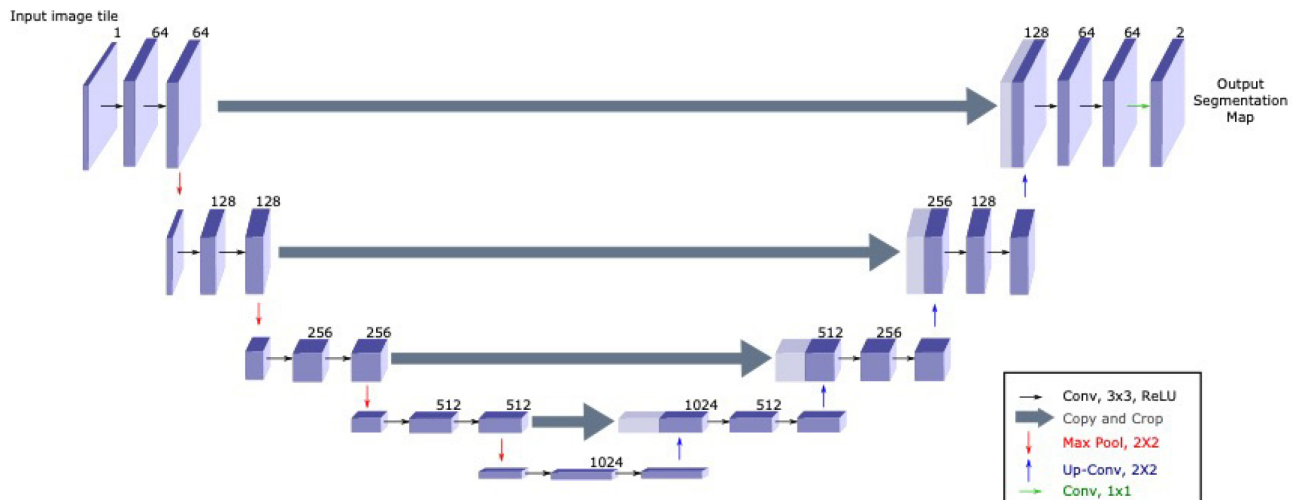 Input image tile
1
64
64
128
64
64
2
Output
Segmentation
Map
128
128
256
128
256
256
512
256
512
512
1024
512
1024
Conv, 3x3, ReLU
Copy and Crop
Max Pool, 2X2
Up-Conv, 2X2
Conv, 1x1